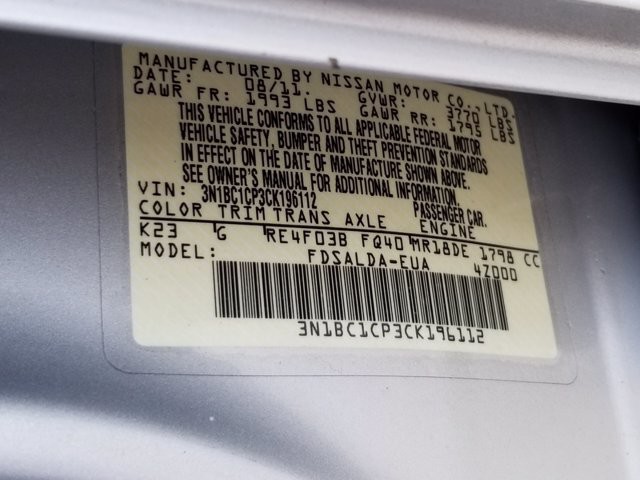 MANUFACTURED BY NISSAN MOTOR CO., LTD.
DATE: 08/11. GVWR: 3770 LBS
GAWR FR: 1993 LBS GAWR RR: 1795 LBS
THIS VEHICLE CONFORMS TO ALL APPLICABLE FEDERAL MOTOR
VEHICLE SAFETY, BUMPER AND THEFT PREVENTION STANDARDS
IN EFFECT ON THE DATE OF MANUFACTURE SHOWN ABOVE.
SEE OWNER'S MANUAL FOR ADDITIONAL INFORMATION.
VIN: 3N1BC1CP3CK196112 PASSENGER CAR.
COLOR TRIM TRANS AXLE ENGINE
K23 G RE4F03B FQ40 MR18DE 1798 CC
MODEL: FDSALDA-EUA 4Z000
3N1BC1CP3CK196112